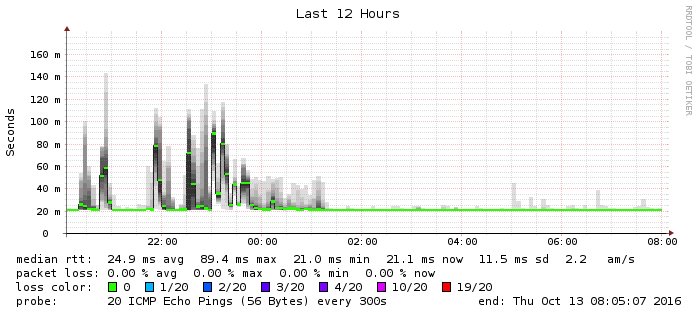 Last 12 Hours
RRDTOOL / TOBI OETIKER
Seconds
160 m
140 m
120 m
100 m
80 m
60 m
40 m
20 m
0
22:00 00:00 02:00 04:00 06:00 08:00
median rtt: 24.9 ms avg 89.4 ms max 21.0 ms min 21.1 ms now 11.5 ms sd 2.2 am/s
packet loss: 0.00 % avg 0.00 % max 0.00 % min 0.00 % now
loss color: 0 1/20 2/20 3/20 4/20 10/20 19/20
probe: 20 ICMP Echo Pings (56 Bytes) every 300s end: Thu Oct 13 08:05:07 2016